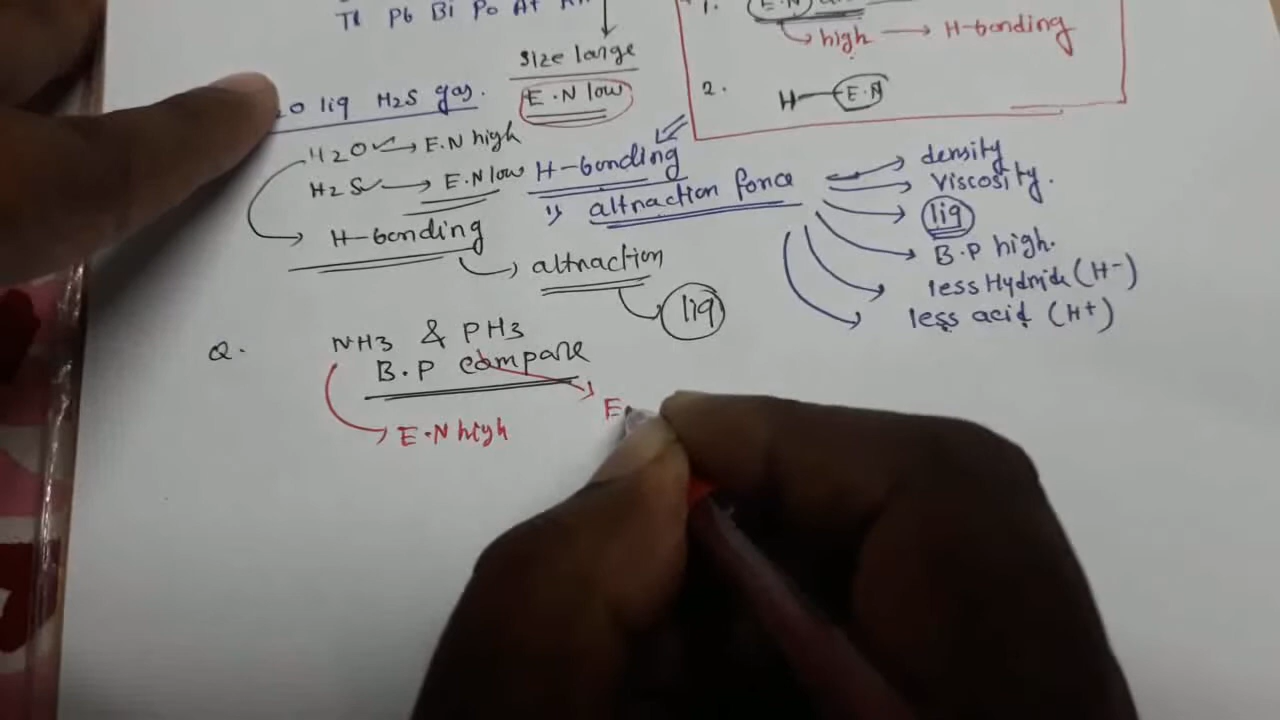 Tl Pb Bi Po At
size large
E.N low
1. E.N
high → H-bonding
2. H—E.N
O liq H2S gas.
H2O → E.N high
H2S → E.N low
H-bonding
attraction
liq
H-bonding
" attraction force
density
viscosity.
liq
B.P high.
less Hydride (H-)
less acid (H+)
Q. NH3 & PH3
B.P compare
E.N high
E.